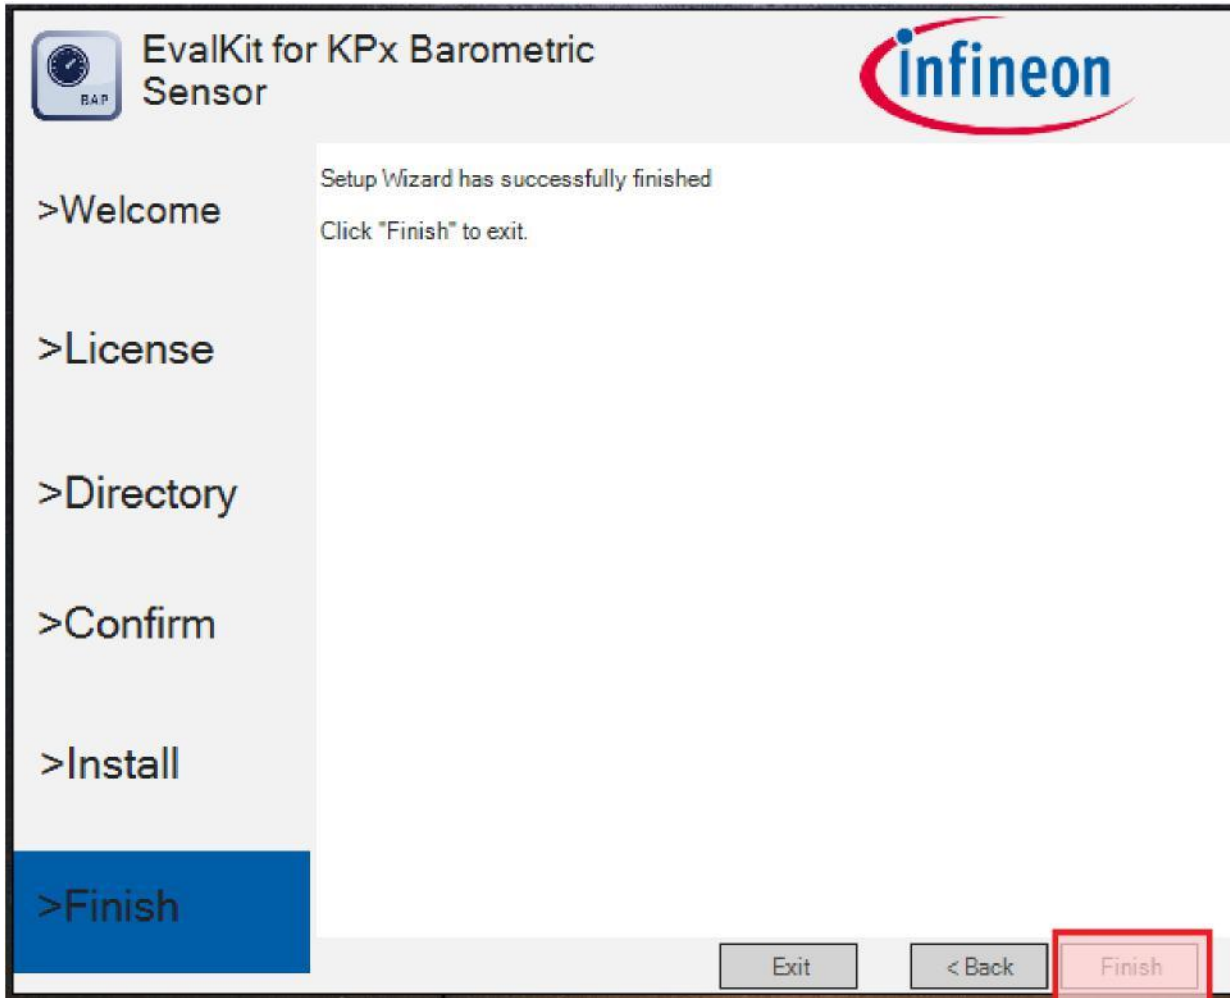 BAP
EvalKit for KPx Barometric
Sensor
infineon
>Welcome
>License
>Directory
>Confirm
>Install
>Finish
Setup Wizard has successfully finished
Click "Finish" to exit.
Exit
< Back
Finish